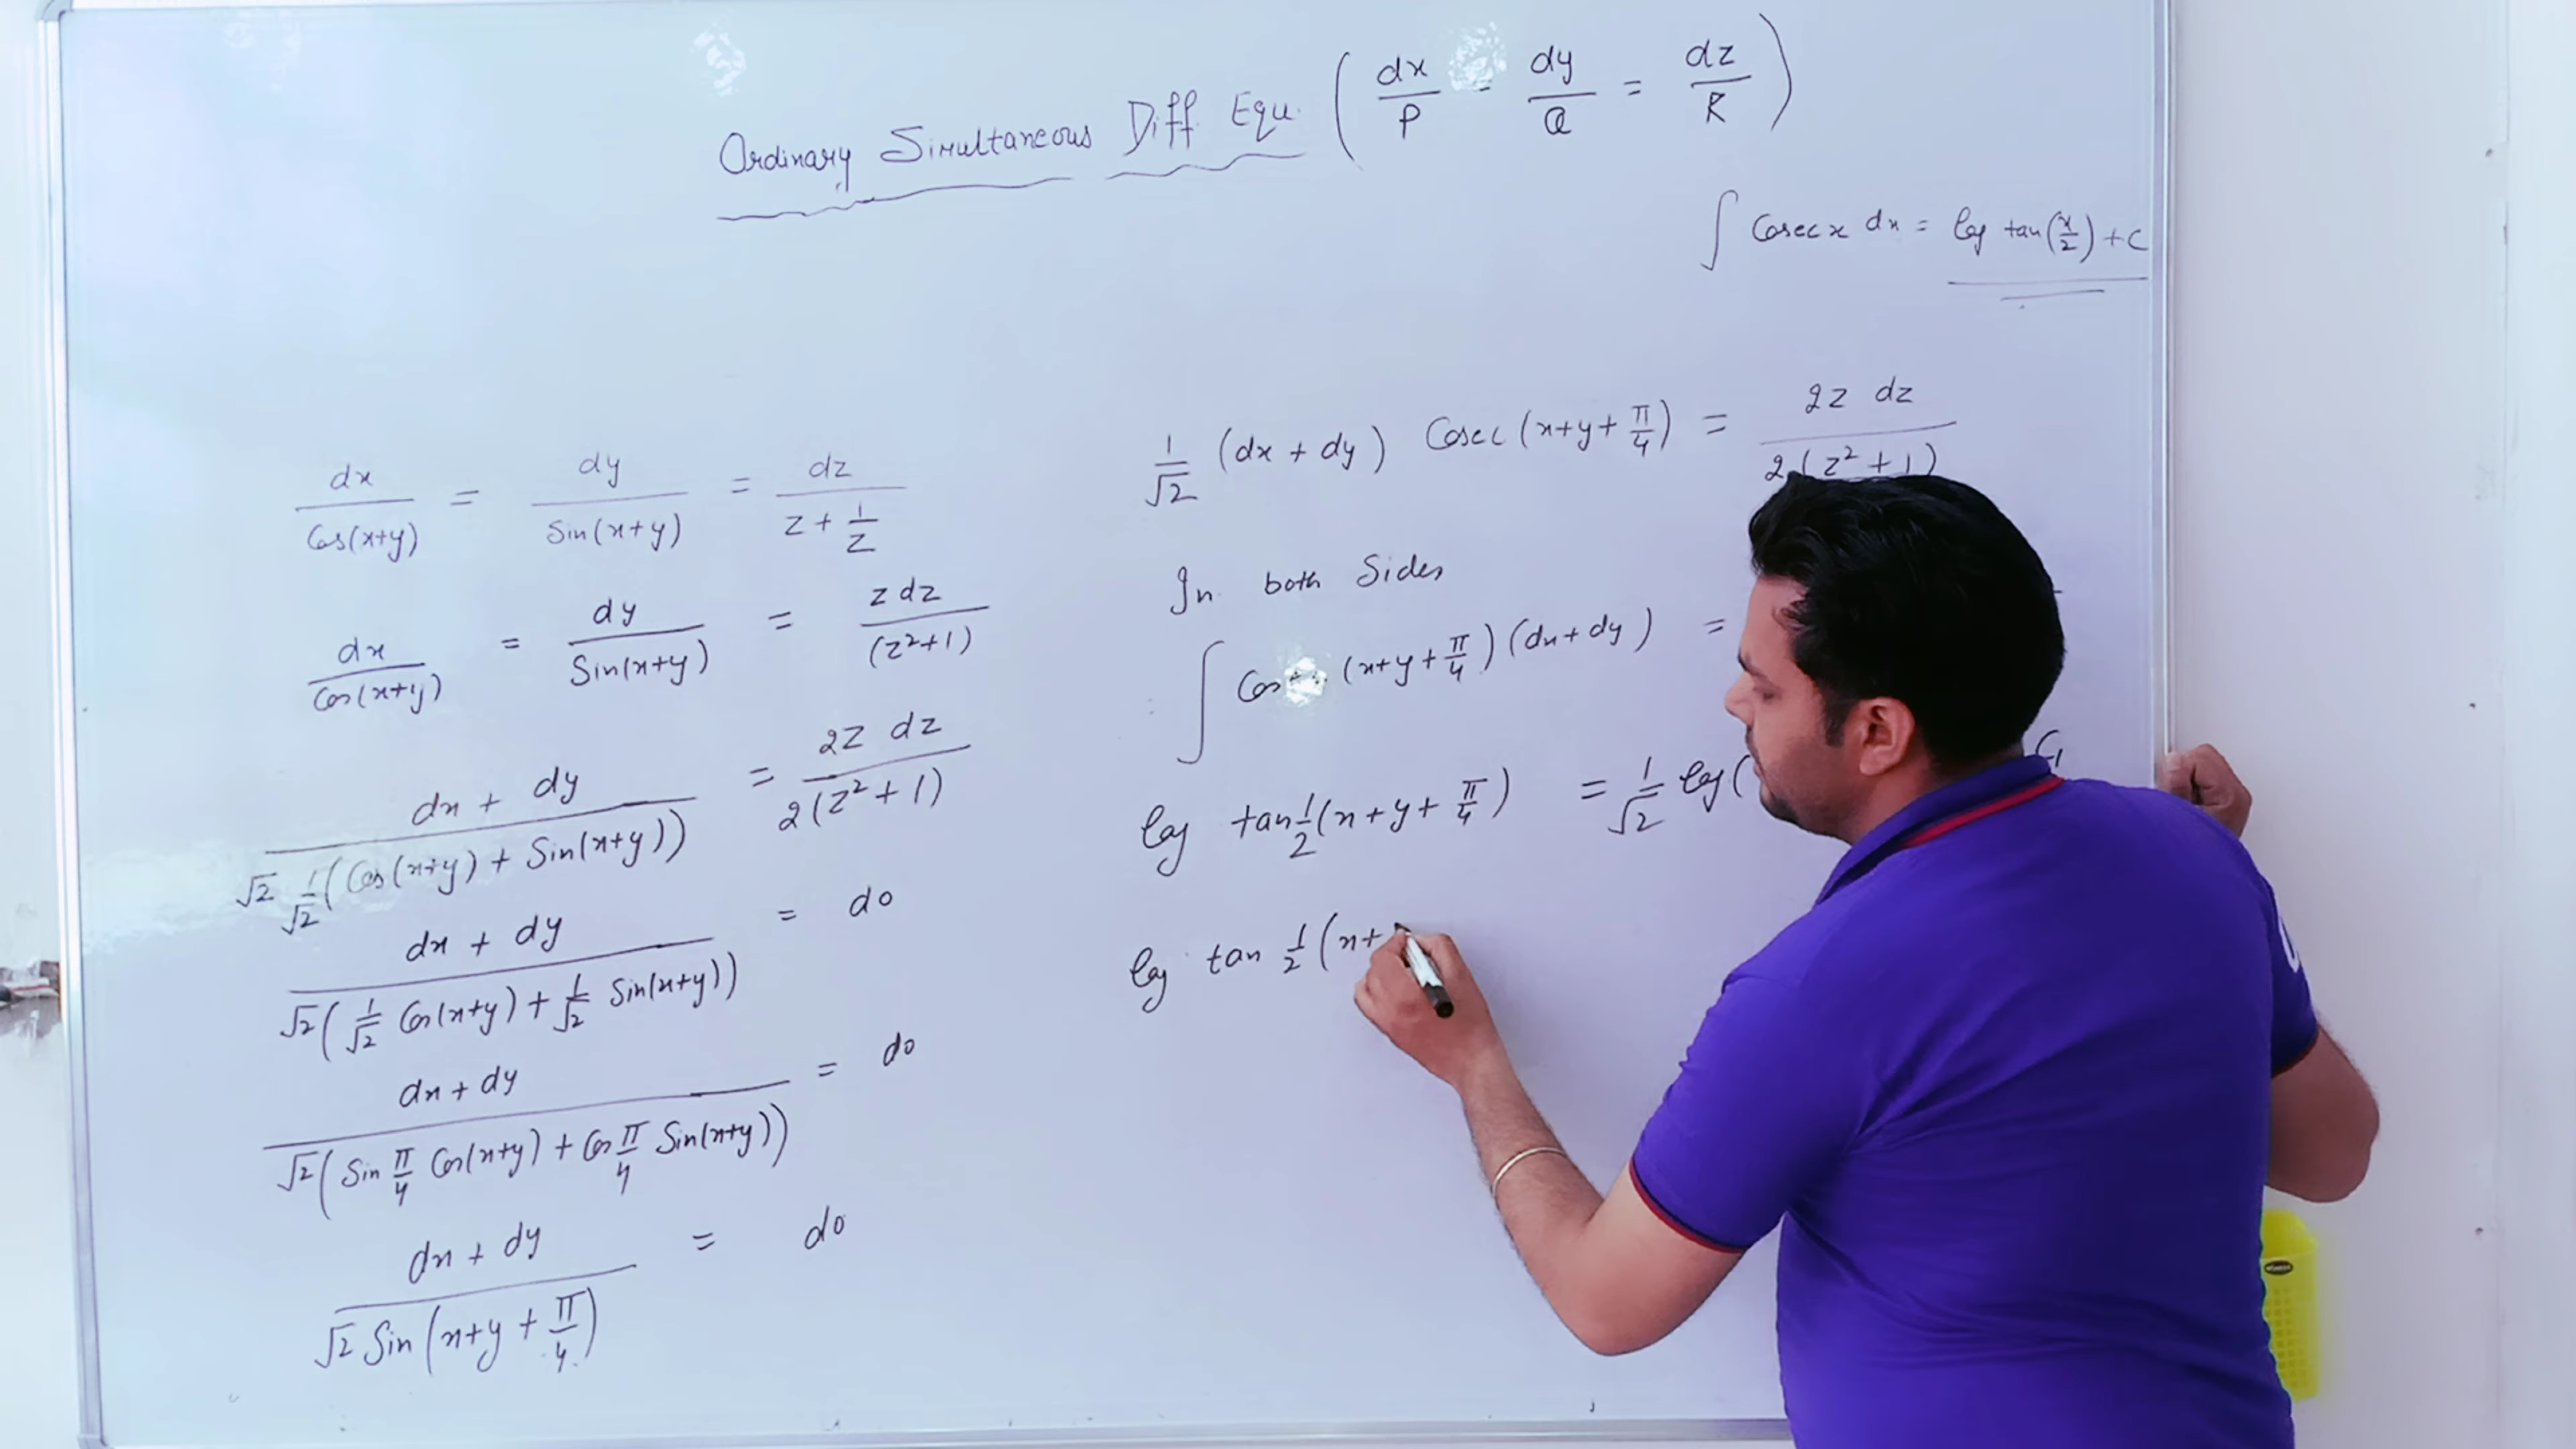 Ordinary Simultaneous Diff Equ. (dx/P = dy/Q = dz/R)
∫ Cosec x dx = log tan(x/2) + C
dx/Cos(x+y) = dy/Sin(x+y) = dz/(z + 1/z)
dx/Cos(x+y) = dy/Sin(x+y) = z dz/(z²+1)
(dx + dy)/(√2 1/√2 (Cos(x+y) + Sin(x+y))) = 2z dz/2(z²+1)
(dx + dy)/(√2 (1/√2 Cos(x+y) + 1/√2 Sin(x+y))) = do
(dx + dy)/(√2 (Sin π/4 Cos(x+y) + Cos π/4 Sin(x+y))) = do
(dx + dy)/(√2 Sin(x+y + π/4)) = do
1/√2 (dx + dy) Cosec (x+y+ π/4) = 2z dz/2(z²+1)
In both Sides
∫ (x+y+ π/4) (dx + dy) =
log tan 1/2 (x+y+ π/4) = 1/√2 log( C₁
log tan 1/2 (x+